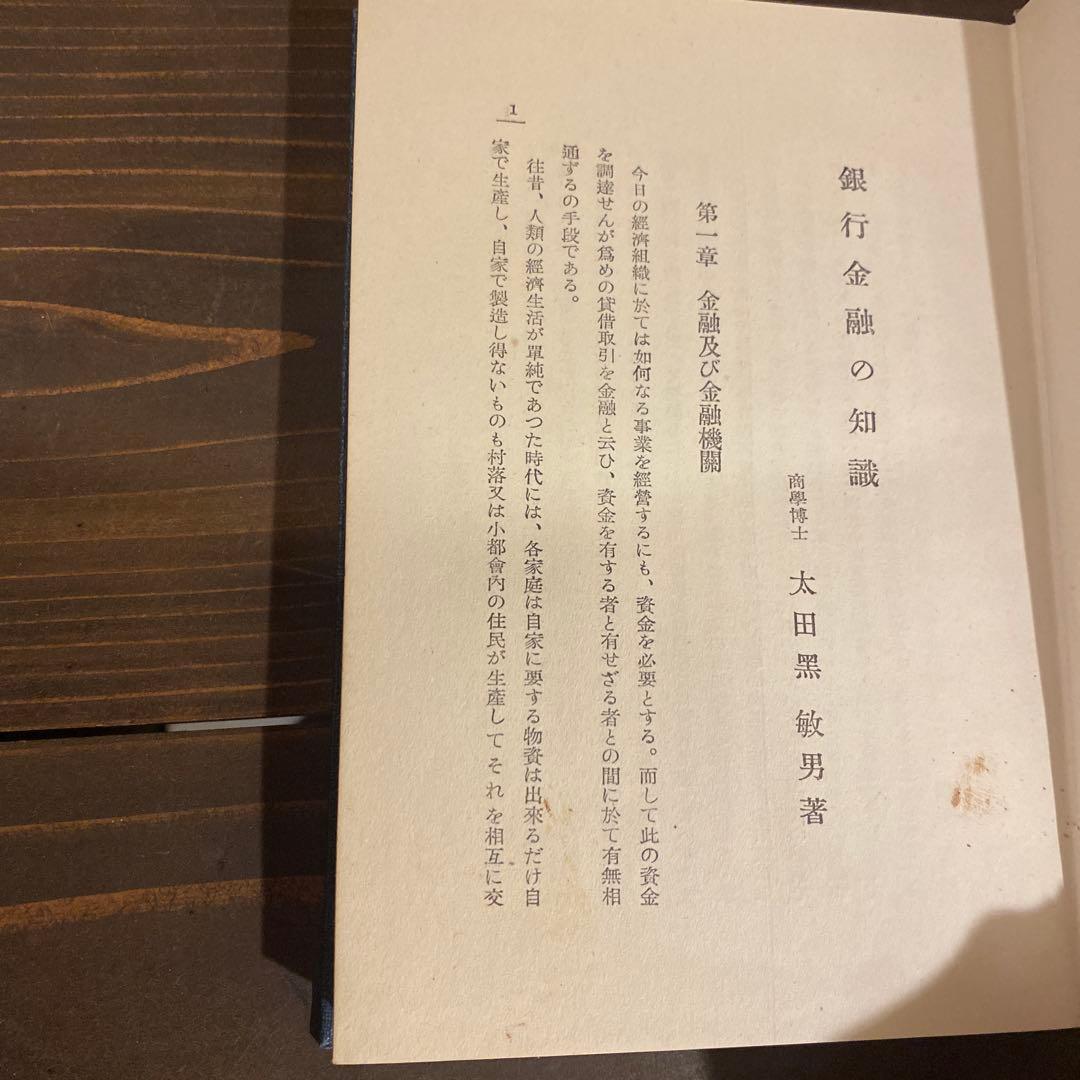 銀行金融の知識
商學博士 太田黑敏男著
第一章 金融及び金融機關
今日の經濟組織に於ては如何なる事業を經營するにも、資金を必要とする。而して此の資金
を調達せんが爲めの貸借取引を金融と云ひ、資金を有する者と有せざる者との間に於て有無相
通ずるの手段である。
往昔、人類の經濟生活が單純であつた時代には、各家庭は自家に要する物資は出來るだけ自
家で生產し、自家で製造し得ないものも村落又は小都會內の住民が生產してそれを相互に交
1